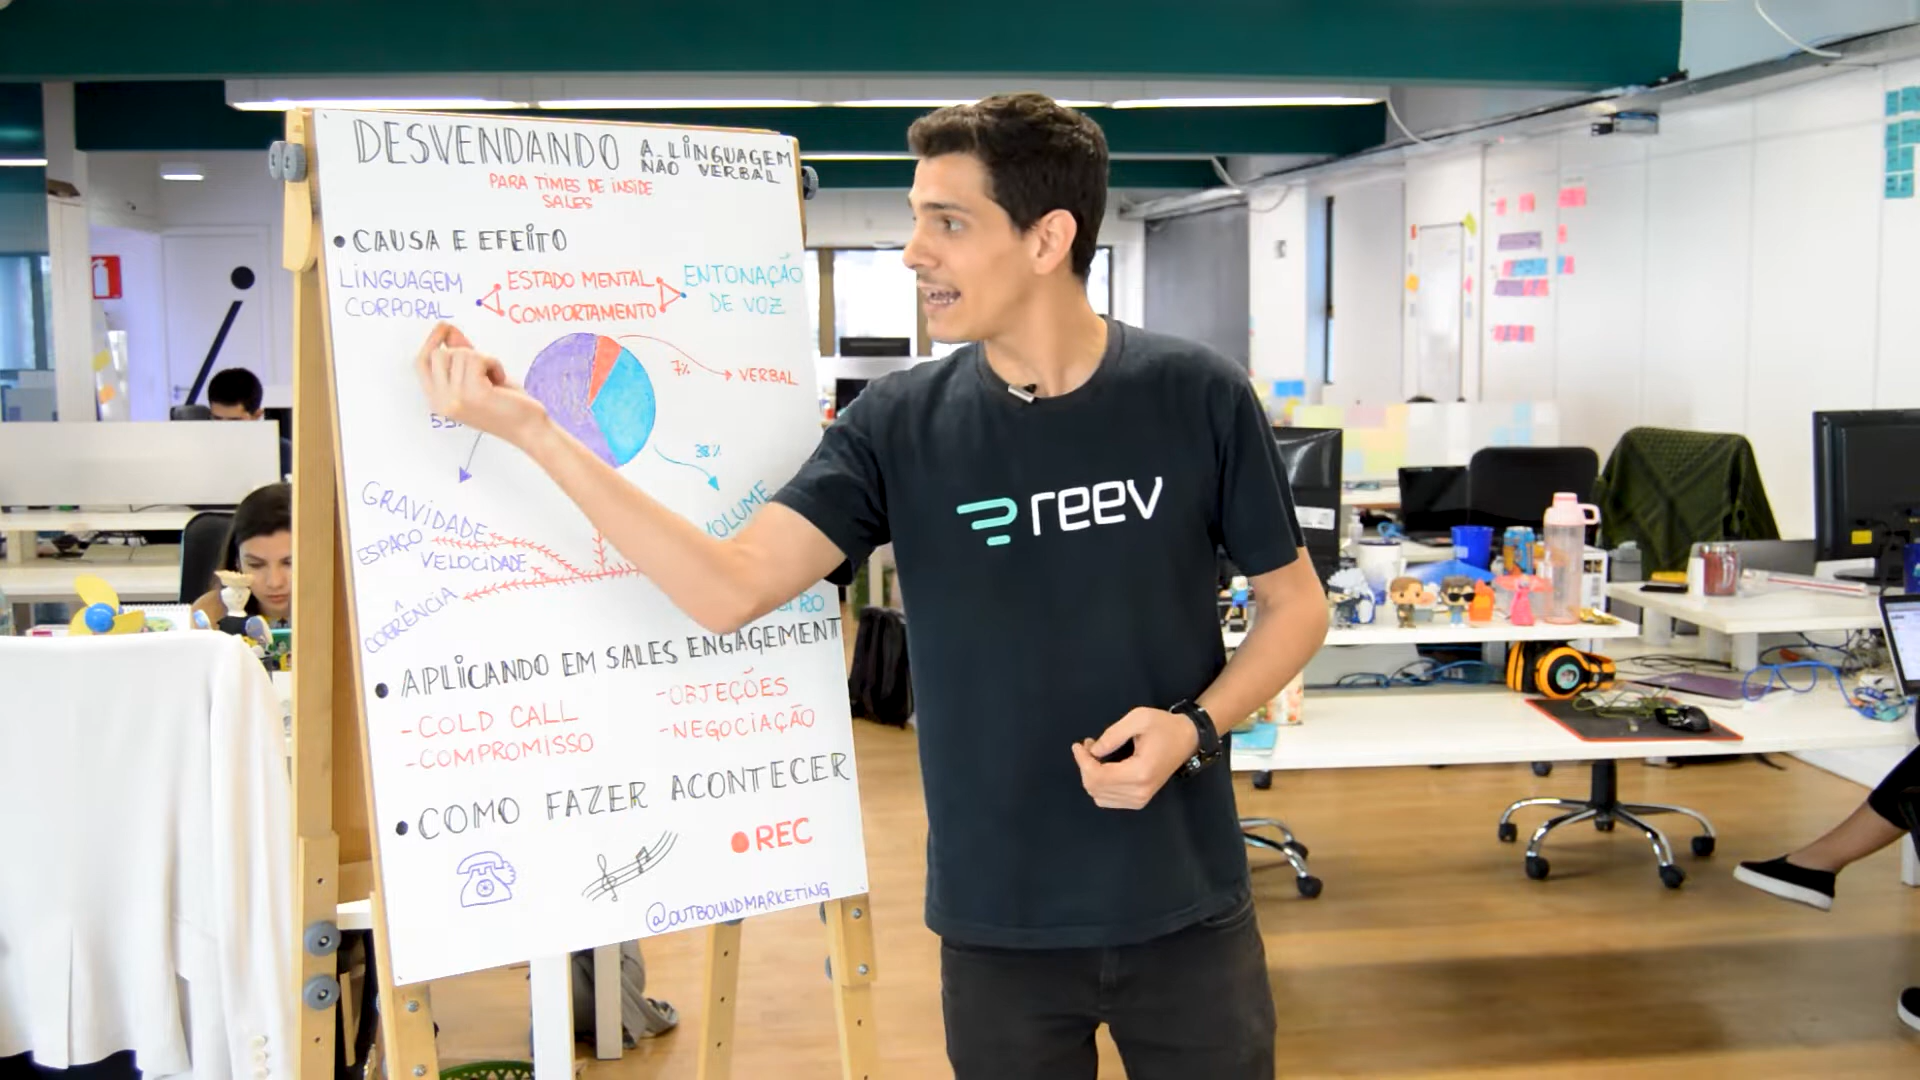 DESVENDANDO A LINGUAGEM
NÃO VERBAL
PARA TIMES DE INSIDE
SALES
• CAUSA E EFEITO
LINGUAGEM
CORPORAL
ESTADO MENTAL
COMPORTAMENTO
ENTONAÇÃO
DE VOZ
7%
VERBAL
38%
VOLUME
GRAVIDADE
ESPAÇO
VELOCIDADE
COERÊNCIA
• APLICANDO EM SALES ENGAGEMENT
- COLD CALL
- COMPROMISSO
- OBJEÇÕES
- NEGOCIAÇÃO
• COMO FAZER ACONTECER
REC
@OUTBOUNDMARKETING
reev